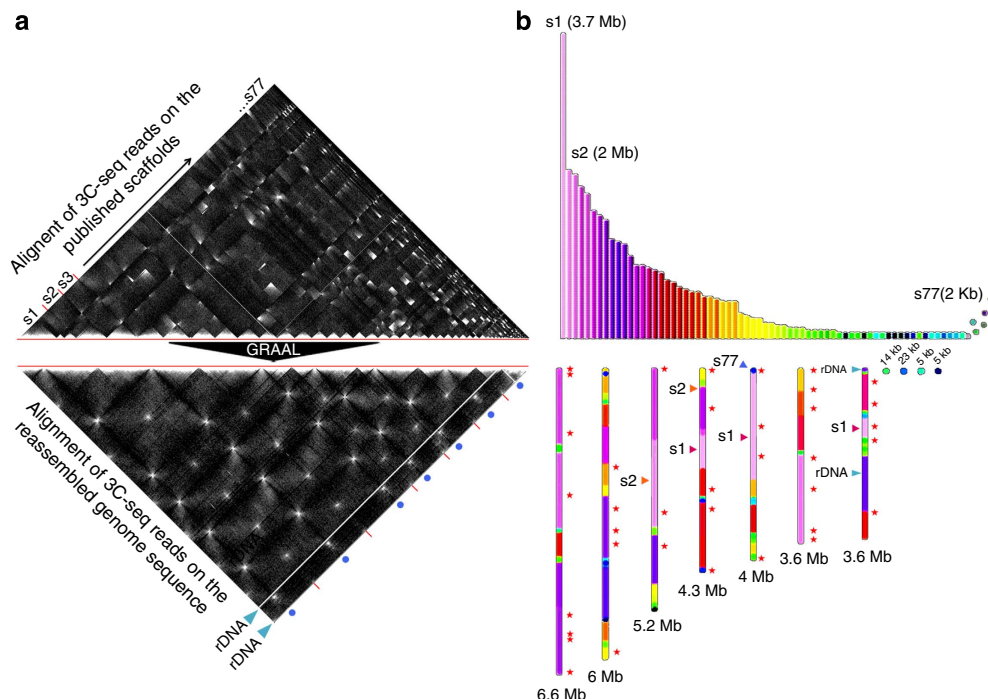 a
b
s1 (3.7 Mb)
s2 (2 Mb)
s77(2 Kb)
Alignent of 3C-seq reads on the
published scaffolds
...s77
s1
s2
s3
GRAAL
14 kb
23 kb
5 kb
5 kb
Alignment of 3C-seq reads on the
reassembled genome sequence
rDNA
rDNA
s77
s2
s1
s2
s1
rDNA
s1
rDNA
6.6 Mb
6 Mb
5.2 Mb
4.3 Mb
4 Mb
3.6 Mb
3.6 Mb